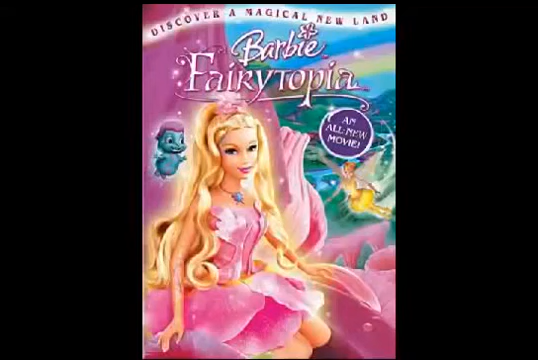 DISCOVER A MAGICAL NEW LAND
Barbie
FAIRYTOPIA
AN
ALL-NEW
MOVIE!